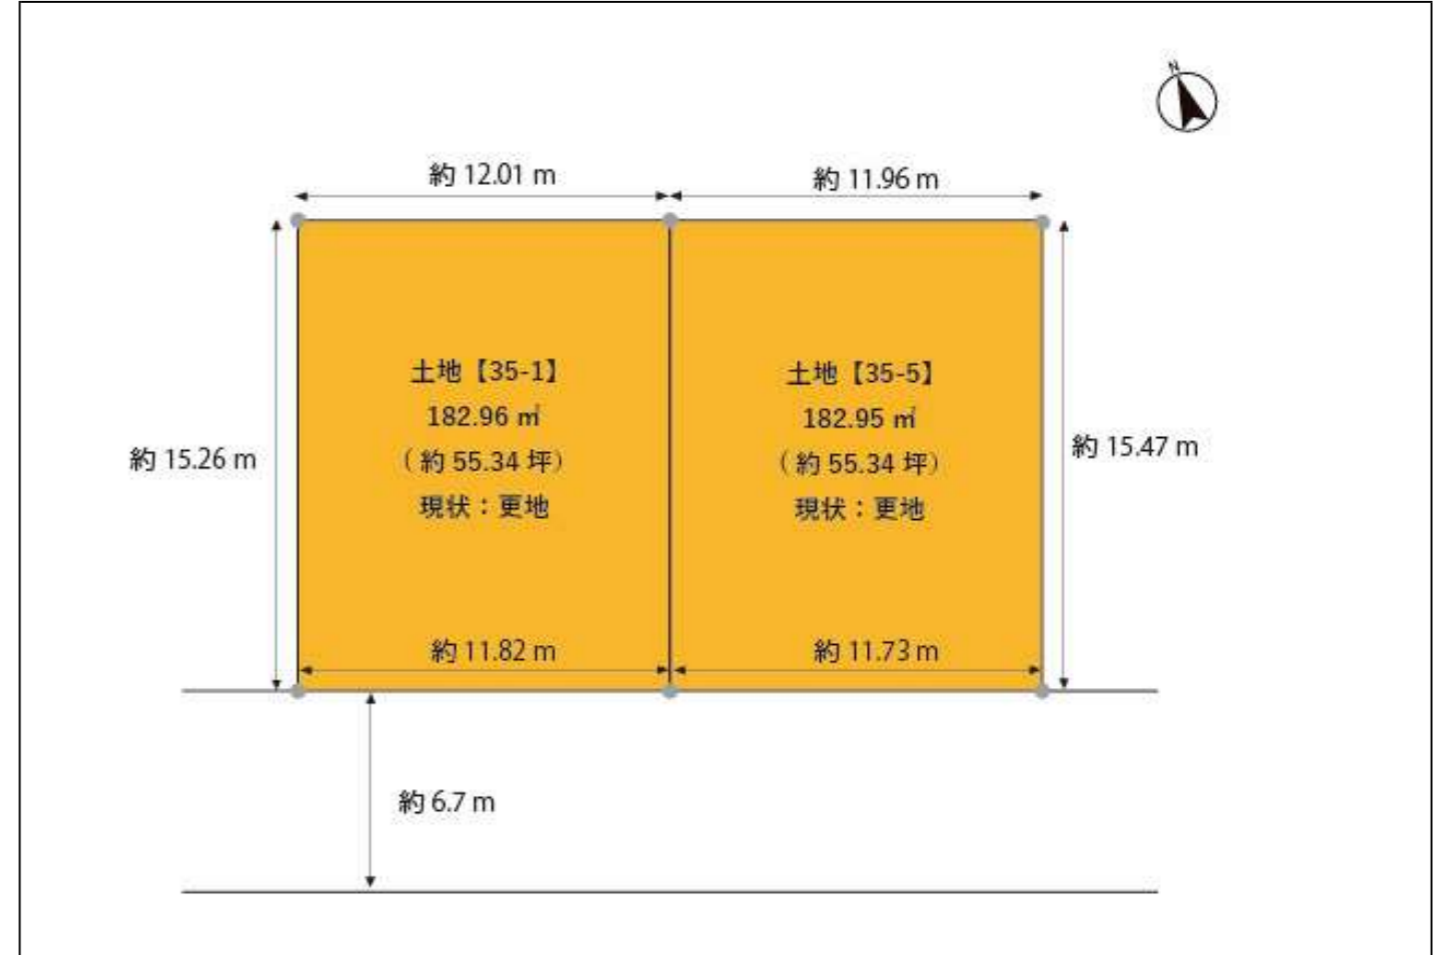 N
約 12.01 m
約 11.96 m
土地【35-1】
182.96 ㎡
（約 55.34 坪）
現状：更地
土地【35-5】
182.95 ㎡
（約 55.34 坪）
現状：更地
約 15.26 m
約 15.47 m
約 11.82 m
約 11.73 m
約 6.7 m